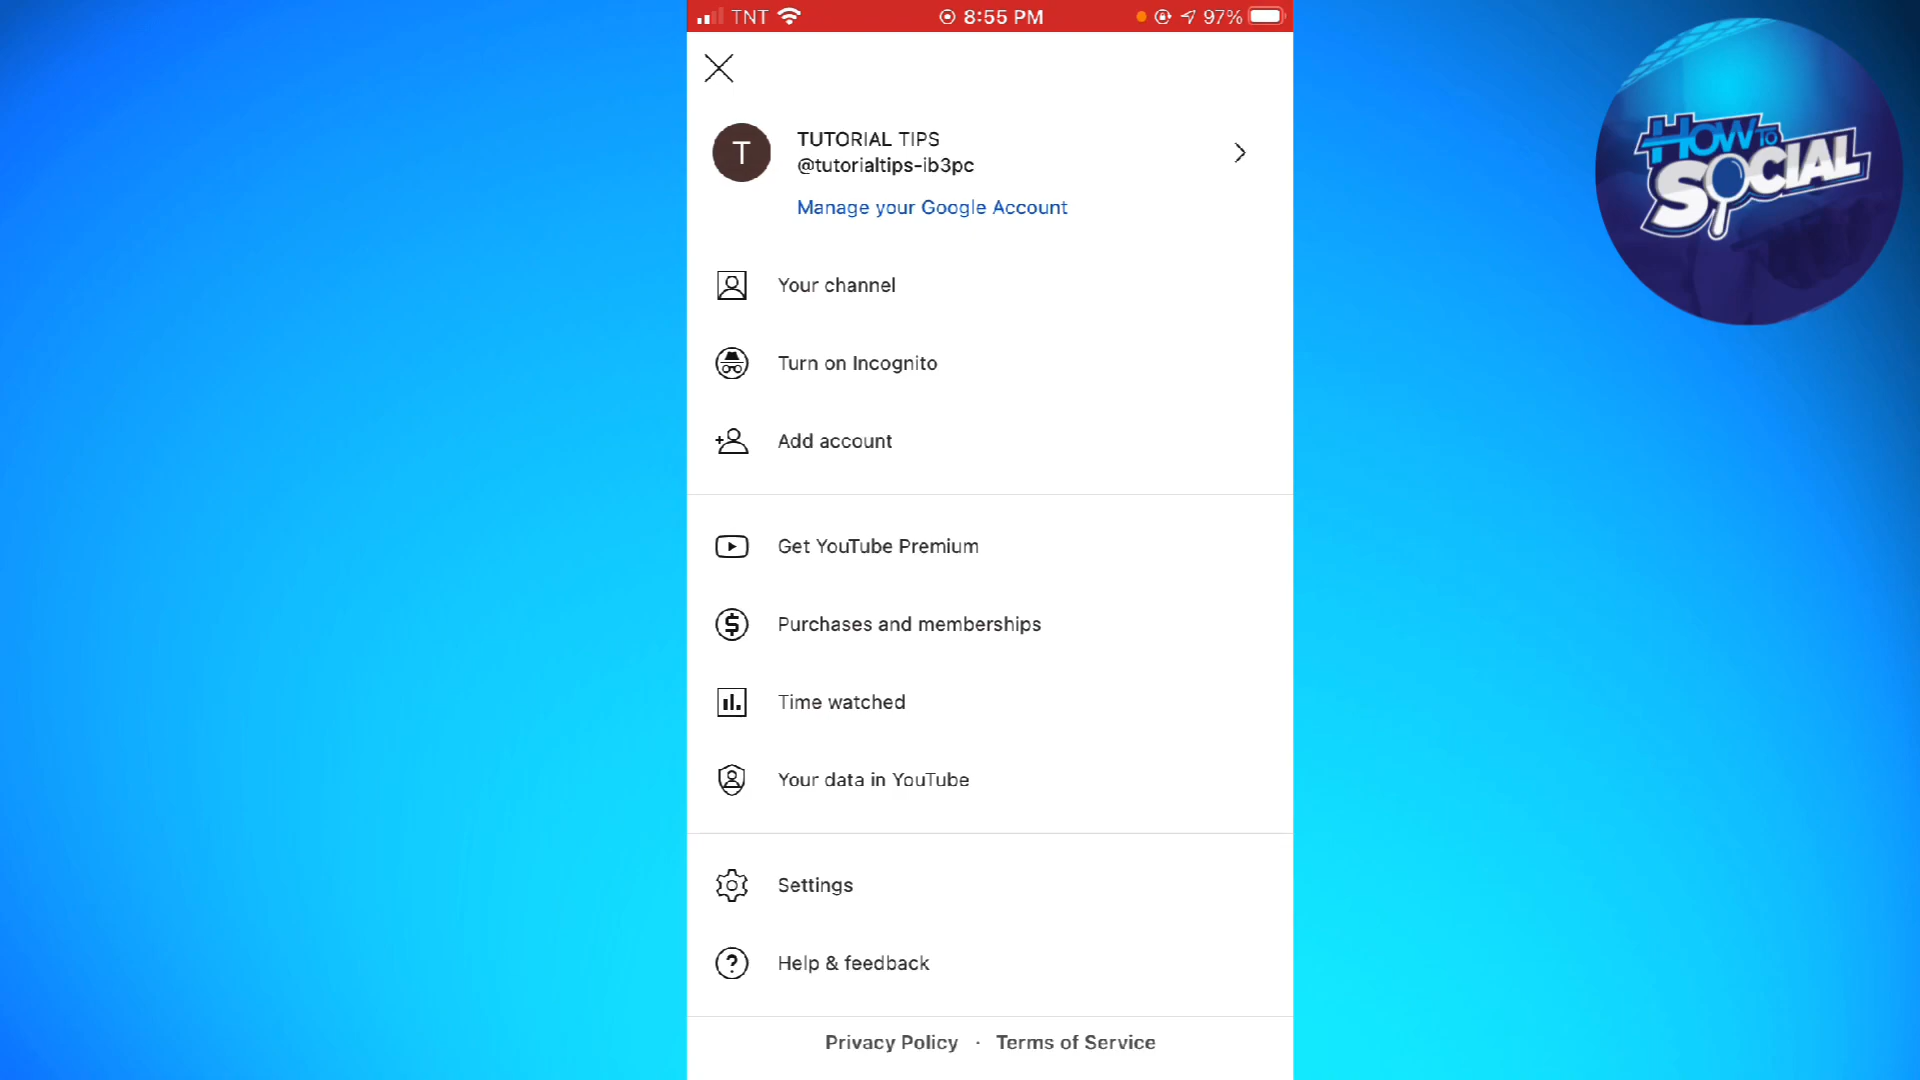 TNT 8:55 PM 97%
T
TUTORIAL TIPS
@tutorialtips-ib3pc
Manage your Google Account
Your channel
Turn on Incognito
Add account
Get YouTube Premium
Purchases and memberships
Time watched
Your data in YouTube
Settings
Help & feedback
Privacy Policy · Terms of Service
HOW TO
SOCIAL